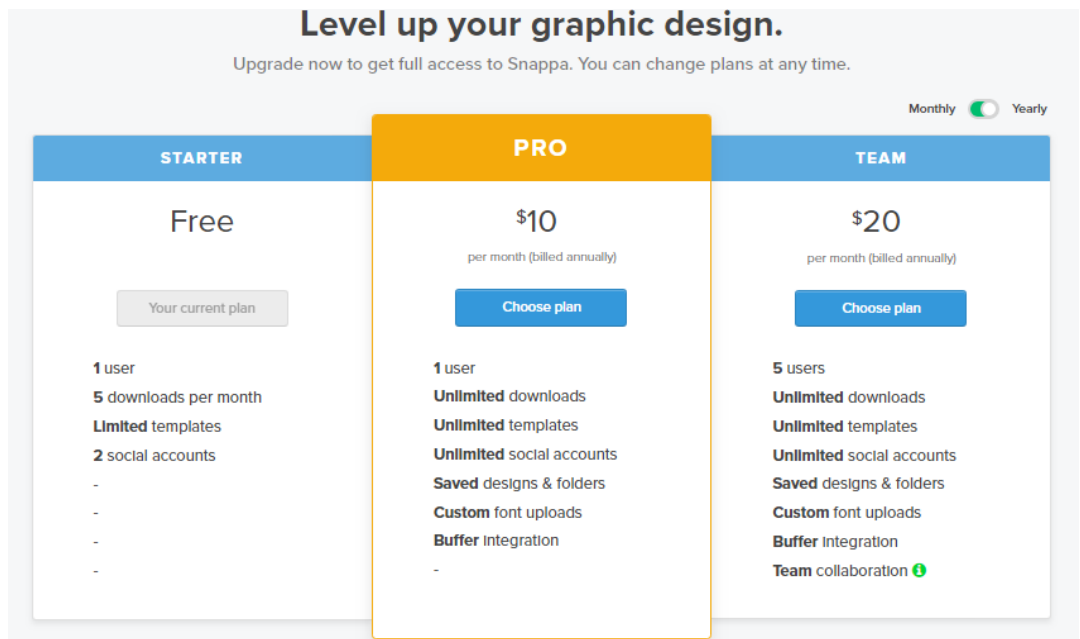 Level up your graphic design.
Upgrade now to get full access to Snappa. You can change plans at any time.
Monthly Yearly
STARTER
Free
Your current plan
1 user
5 downloads per month
Limited templates
2 social accounts
-
-
-
-
PRO
$10
per month (billed annually)
Choose plan
1 user
Unlimited downloads
Unlimited templates
Unlimited social accounts
Saved designs & folders
Custom font uploads
Buffer integration
-
TEAM
$20
per month (billed annually)
Choose plan
5 users
Unlimited downloads
Unlimited templates
Unlimited social accounts
Saved designs & folders
Custom font uploads
Buffer integration
Team collaboration